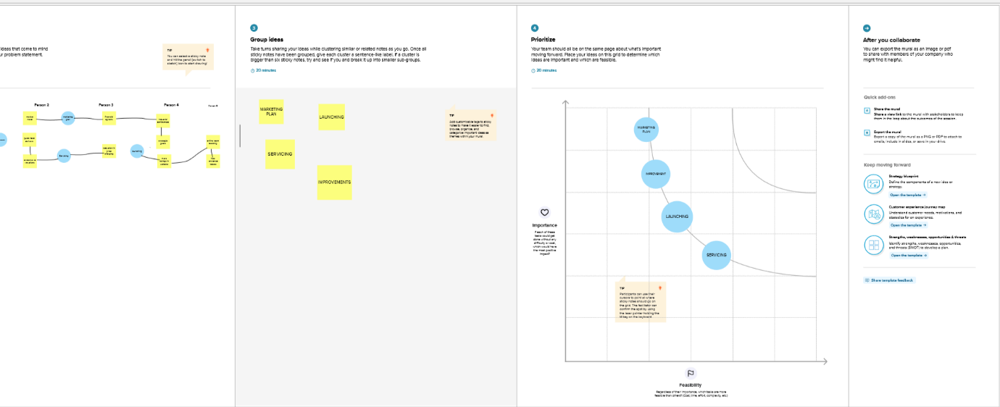 ideas that come to mind
ur problem statement.
TIP
You can select a sticky note
and hit the pencil [switch to
sketch] icon to start drawing!
Person 2
Person 3
Person 4
marketing
plan
financial
Servicing
Launching
3
Group ideas
Take turns sharing your ideas while clustering similar or related notes as you go. Once all
sticky notes have been grouped, give each cluster a sentence-like label. If a cluster is
bigger than six sticky notes, try and see if you and break it up into smaller sub-groups.
20 minutes
MARKETING
PLAN
LAUNCHING
SERVICING
IMPROVEMENTS
TIP
Add customizable tags to sticky
notes to make it easier to find,
browse, organize, and
categorize important ideas as
themes within your mural.
4
Prioritize
Your team should all be on the same page about what's important
moving forward. Place your ideas on this grid to determine which
ideas are important and which are feasible.
20 minutes
MARKETING
PLAN
IMPROVEMENT
LAUNCHING
SERVICING
Importance
If each of these
tasks could get
done without any
difficulty or cost,
which would have
the most positive
impact?
TIP
Participants can use their
cursors to point at where
sticky notes should go on
the grid. The facilitator can
confirm the spot by using
the laser pointer holding the
H key on the keyboard.
Feasibility
Regardless of their importance, which tasks are more
feasible than others? (Cost, time, effort, complexity, etc.)
After you collaborate
You can export the mural as an image or pdf
to share with members of your company who
might find it helpful.
Quick add-ons
Share the mural
Share a view link to the mural with stakeholders to keep
them in the loop about the outcomes of the session.
Export the mural
Export a copy of the mural as a PNG or PDF to attach to
emails, include in slides, or save in your drive.
Keep moving forward
Strategy blueprint
Define the components of a new idea or
strategy.
Open the template →
Customer experience journey map
Understand customer needs, motivations, and
obstacles for an experience.
Open the template →
Strengths, weaknesses, opportunities & threats
Identify strengths, weaknesses, opportunities,
and threats (SWOT) to develop a plan.
Open the template →
Share template feedback